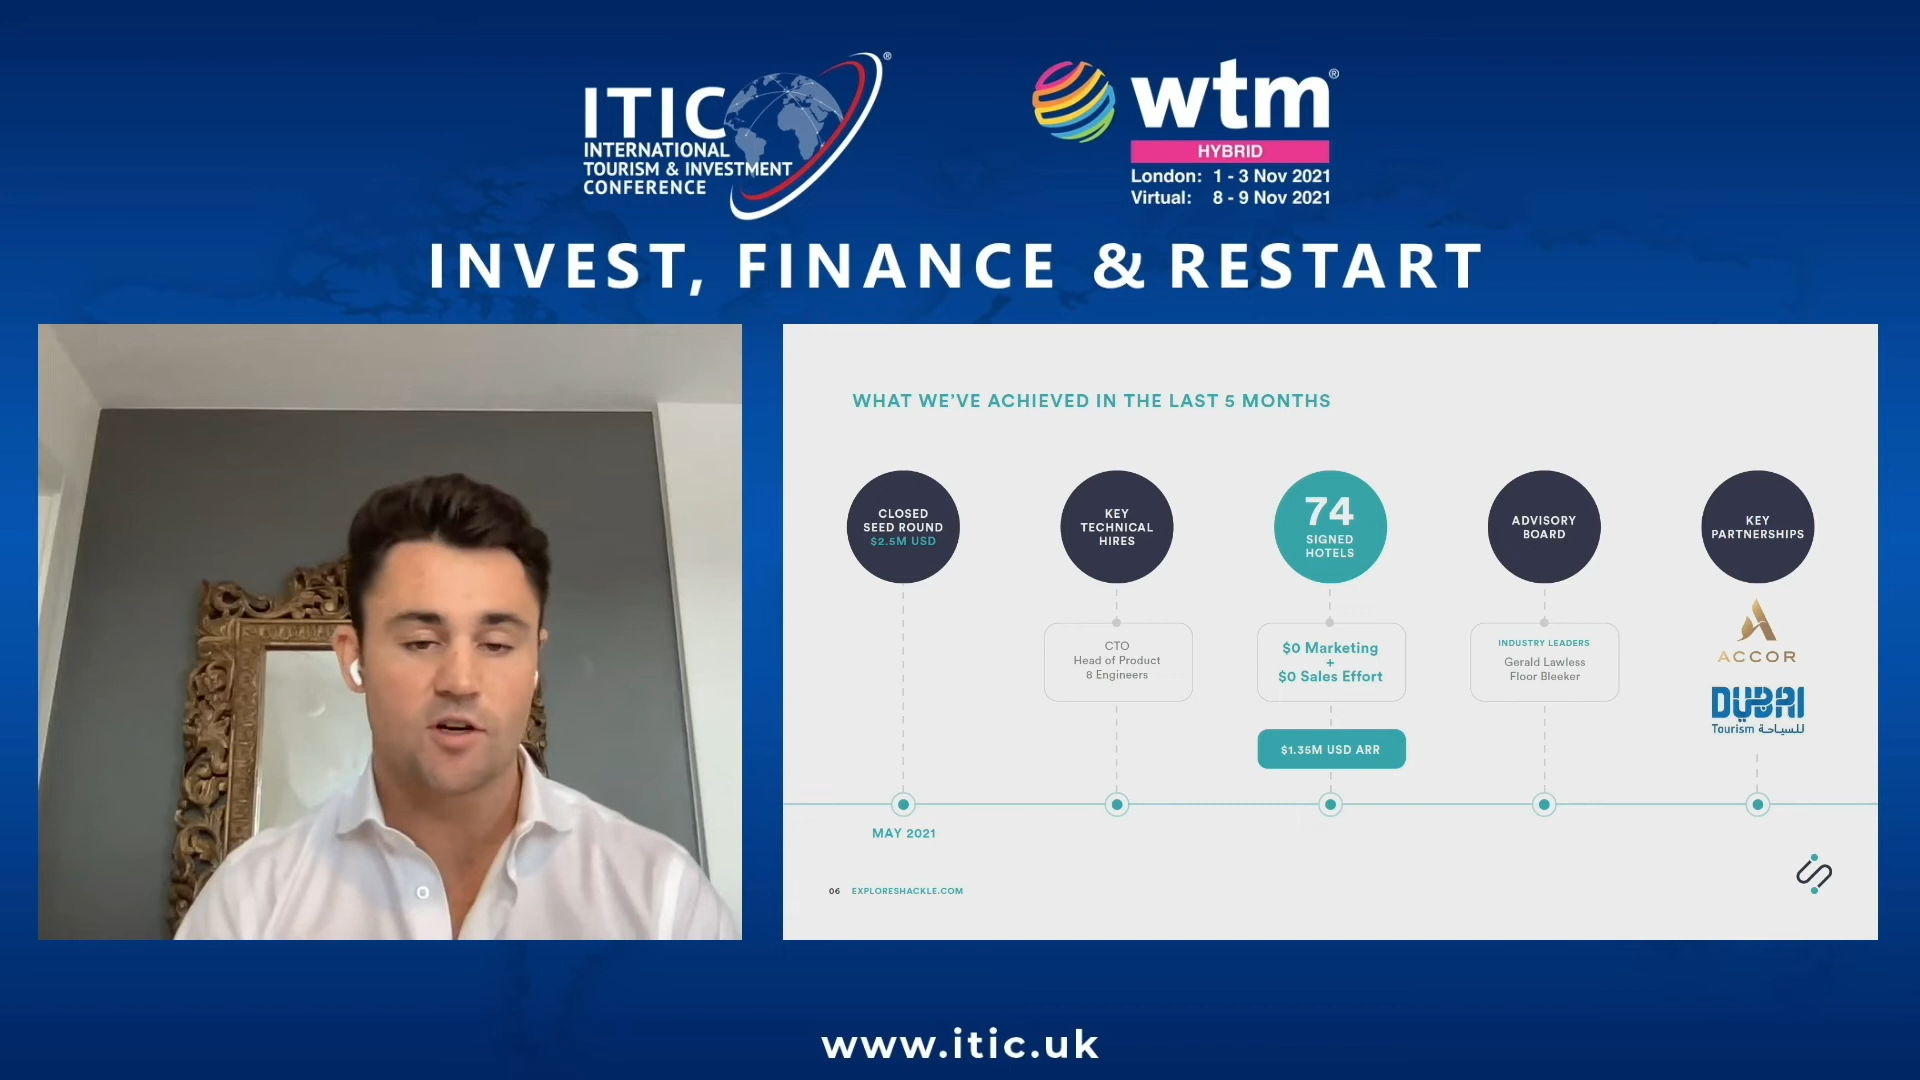 ITIC
INTERNATIONAL
TOURISM & INVESTMENT
CONFERENCE
®
wtm®
HYBRID
London: 1 - 3 Nov 2021
Virtual: 8 - 9 Nov 2021
INVEST, FINANCE & RESTART
WHAT WE'VE ACHIEVED IN THE LAST 5 MONTHS
CLOSED
SEED ROUND
$2.5M USD
KEY
TECHNICAL
HIRES
CTO
Head of Product
8 Engineers
74
SIGNED
HOTELS
$0 Marketing
+
$0 Sales Effort
$1.35M USD ARR
ADVISORY
BOARD
INDUSTRY LEADERS
Gerald Lawless
Floor Bleeker
KEY
PARTNERSHIPS
ACCOR
DUBAI
Tourism للسياحة
MAY 2021
06 EXPLORESHACKLE.COM
www.itic.uk